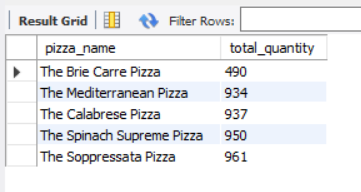 Result Grid Filter Rows:
pizza_name total_quantity
The Brie Carre Pizza 490
The Mediterranean Pizza 934
The Calabrese Pizza 937
The Spinach Supreme Pizza 950
The Soppressata Pizza 961